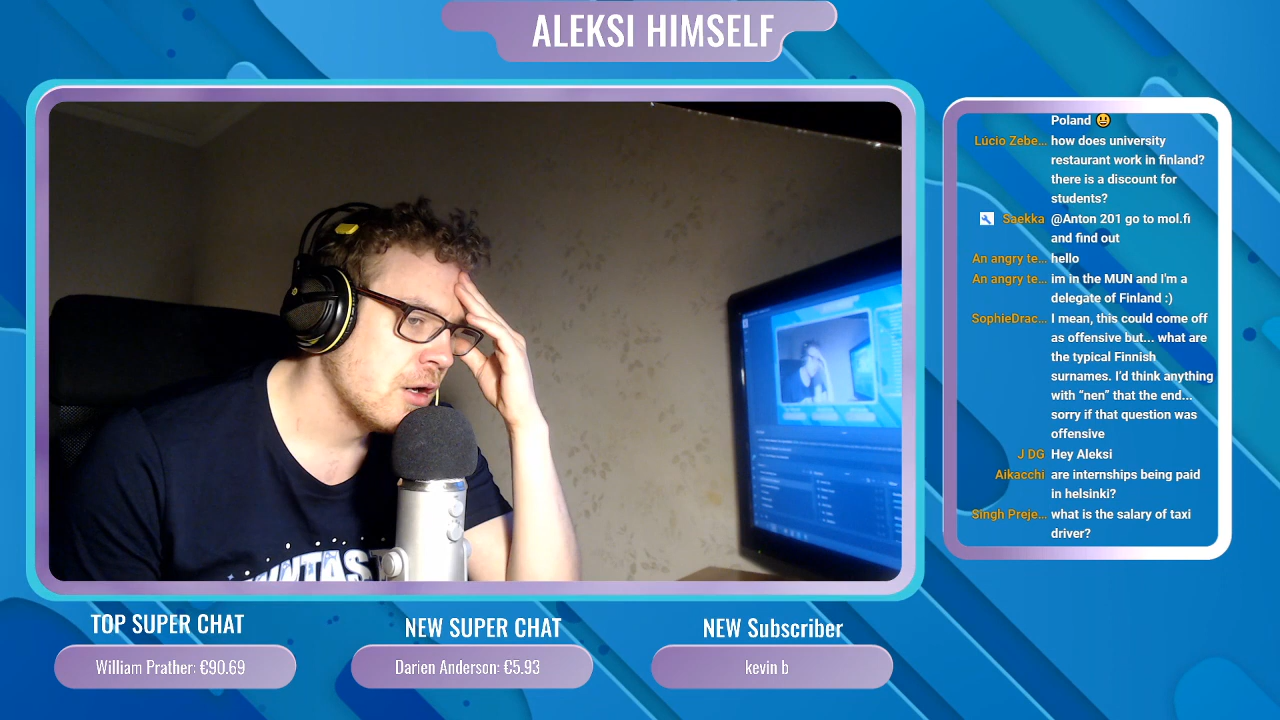 ALEKSI HIMSELF
Poland
Lúcio Zebe... how does university
restaurant work in finland?
there is a discount for
students?
Saekka @Anton 201 go to mol.fi
and find out
An angry te... hello
An angry te... im in the MUN and I'm a
delegate of Finland :)
SophieDrac... I mean, this could come off
as offensive but... what are
the typical Finnish
surnames. I'd think anything
with “nen” that the end...
sorry if that question was
offensive
J DG Hey Aleksi
Aikacchi are internships being paid
in helsinki?
Singh Preje... what is the salary of taxi
driver?
TOP SUPER CHAT
William Prather: €90.69
NEW SUPER CHAT
Darien Anderson: €5.93
NEW Subscriber
kevin b